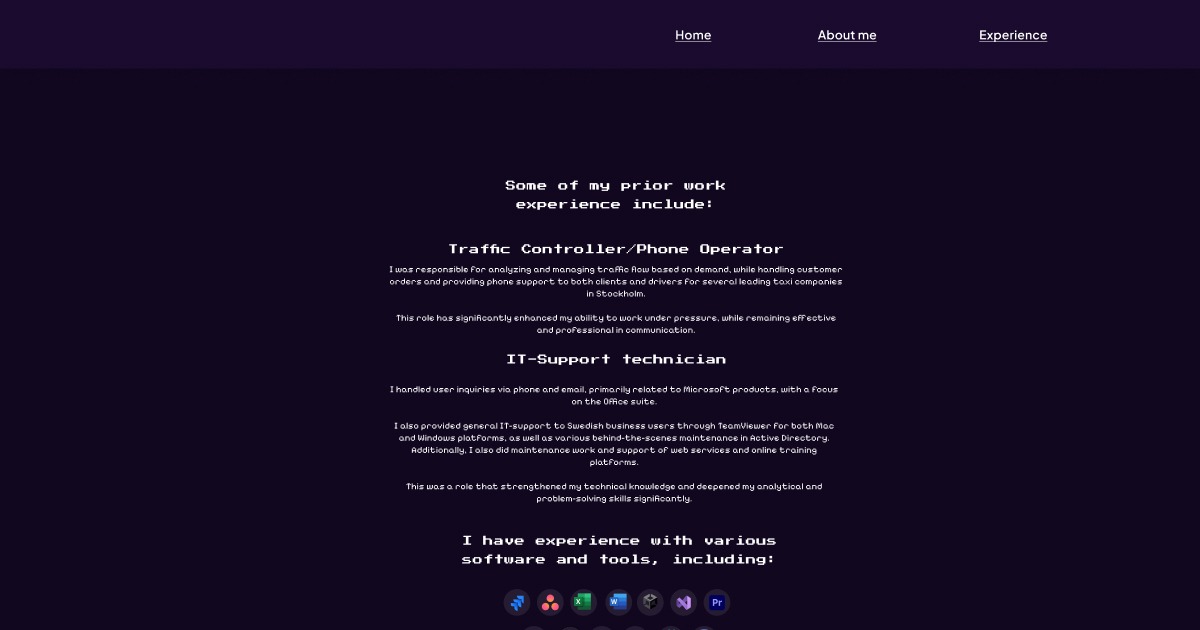 Home About me Experience
Some of my prior work
experience include:
Traffic Controller/Phone Operator
I was responsible for analyzing and managing traffic flow based on demand, while handling customer
orders and providing phone support to both clients and drivers for several leading taxi companies
in Stockholm.
This role has significantly enhanced my ability to work under pressure, while remaining effective
and professional in communication.
IT-Support technician
I handled user inquiries via phone and email, primarily related to Microsoft products, with a focus
on the Office suite.
I also provided general IT-support to Swedish business users through TeamViewer for both Mac
and Windows platforms, as well as various behind-the-scenes maintenance in Active Directory.
Additionally, I also did maintenance work and support of web services and online training
platforms.
This was a role that strengthened my technical knowledge and deepened my analytical and
problem-solving skills significantly.
I have experience with various
software and tools, including:
X W Pr